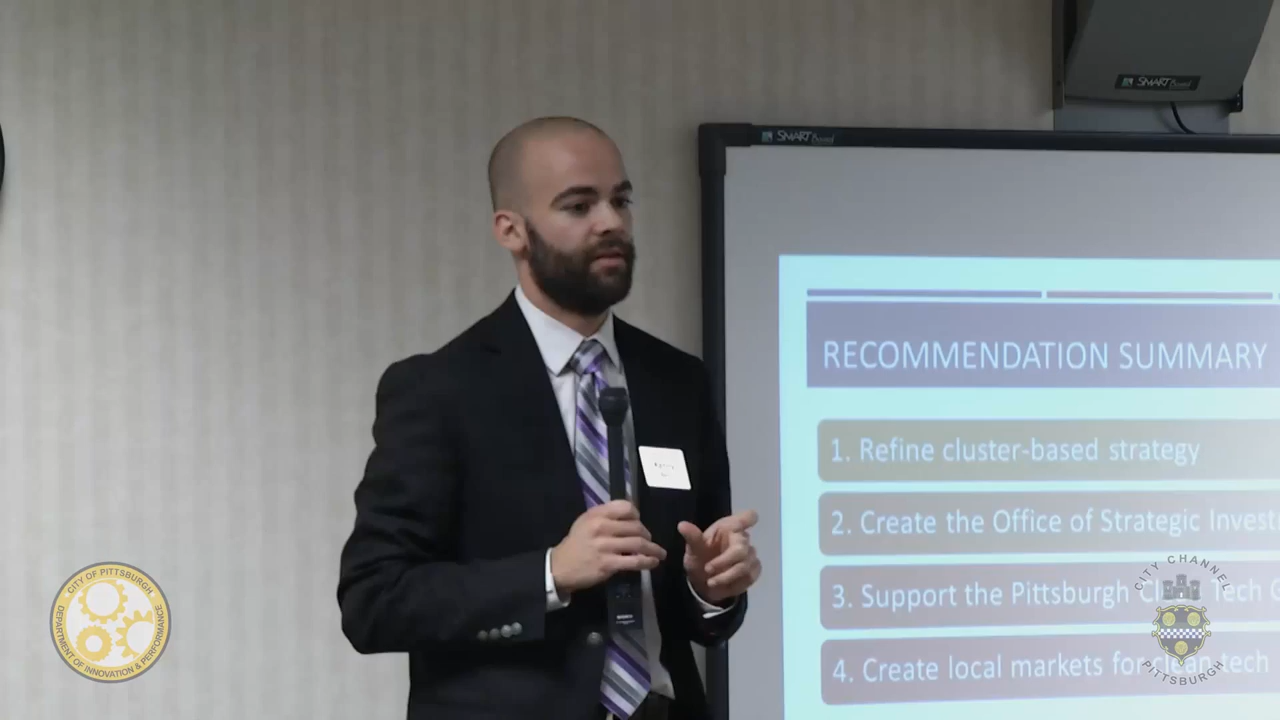 SMART Board
SMART Board
RECOMMENDATION SUMMARY
1. Refine cluster-based strategy
2. Create the Office of Strategic Invest
3. Support the Pittsburgh Clean Tech C
4. Create local markets for clean tech
CITY OF PITTSBURGH
DEPARTMENT OF INNOVATION & PERFORMANCE
CITY CHANNEL
PITTSBURGH